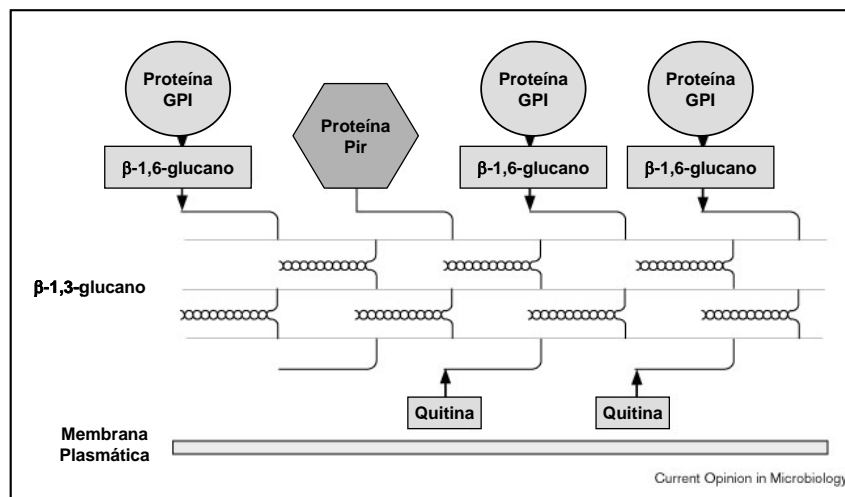 Proteína
GPI
Proteína
Pir
Proteína
GPI
Proteína
GPI
β-1,6-glucano
β-1,6-glucano
β-1,6-glucano
β-1,3-glucano
Quitina
Quitina
Membrana
Plasmática
Current Opinion in Microbiology